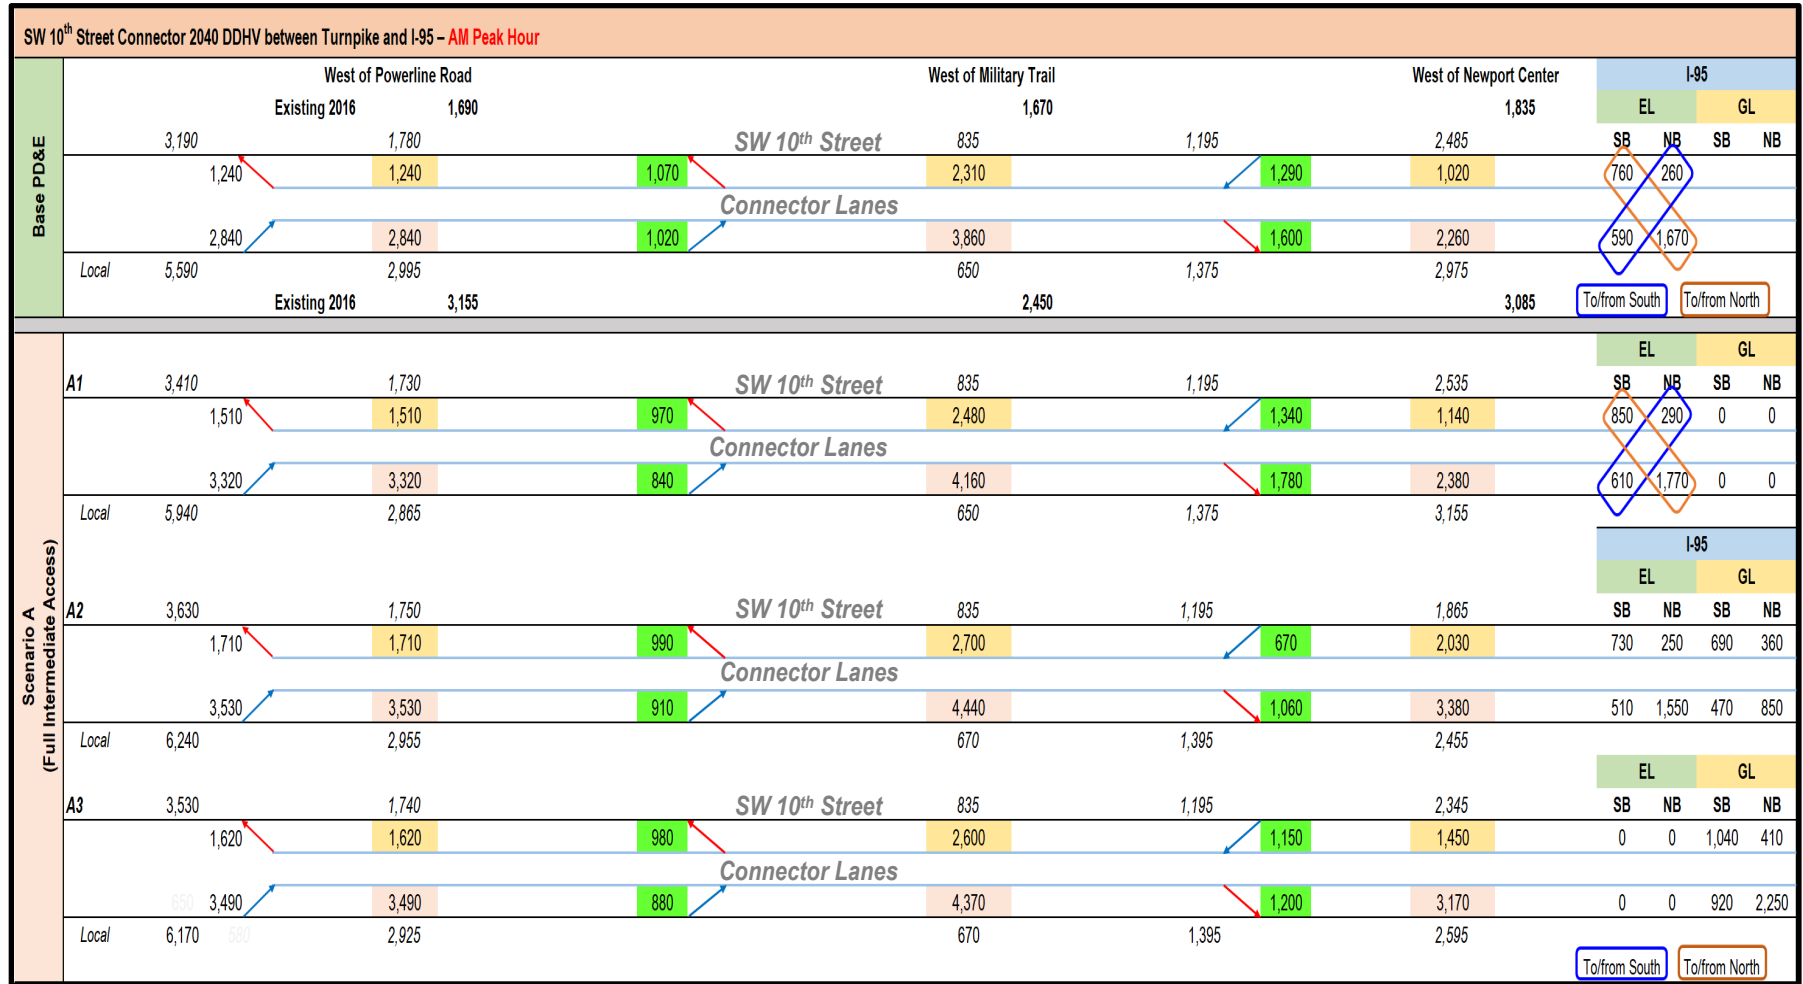 SW 10th Street Connector 2040 DDHV between Turnpike and I-95 – AM Peak Hour
Base PD&E
West of Powerline Road West of Military Trail West of Newport Center I-95
Existing 2016 1,690 1,670 1,835 EL GL
3,190 1,780 SW 10th Street 835 1,195 2,485 SB NB SB NB
1,240 1,240 1,070 2,310 1,290 1,020 760 260
Connector Lanes
2,840 2,840 1,020 3,860 1,600 2,260 590 1,670
Local 5,590 2,995 650 1,375 2,975
Existing 2016 3,155 2,450 3,085 To/from South To/from North
Scenario A
(Full Intermediate Access)
EL GL
A1 3,410 1,730 SW 10th Street 835 1,195 2,535 SB NB SB NB
1,510 1,510 970 2,480 1,340 1,140 850 290 0 0
Connector Lanes
3,320 3,320 840 4,160 1,780 2,380 610 1,770 0 0
Local 5,940 2,865 650 1,375 3,155
I-95
EL GL
A2 3,630 1,750 SW 10th Street 835 1,195 1,865 SB NB SB NB
1,710 1,710 990 2,700 670 2,030 730 250 690 360
Connector Lanes
3,530 3,530 910 4,440 1,060 3,380 510 1,550 470 850
Local 6,240 2,955 670 1,395 2,455
EL GL
A3 3,530 1,740 SW 10th Street 835 1,195 2,345 SB NB SB NB
1,620 1,620 980 2,600 1,150 1,450 0 0 1,040 410
Connector Lanes
650 3,490 3,490 880 4,370 1,200 3,170 0 0 920 2,250
Local 6,170 580 2,925 670 1,395 2,595
To/from South To/from North